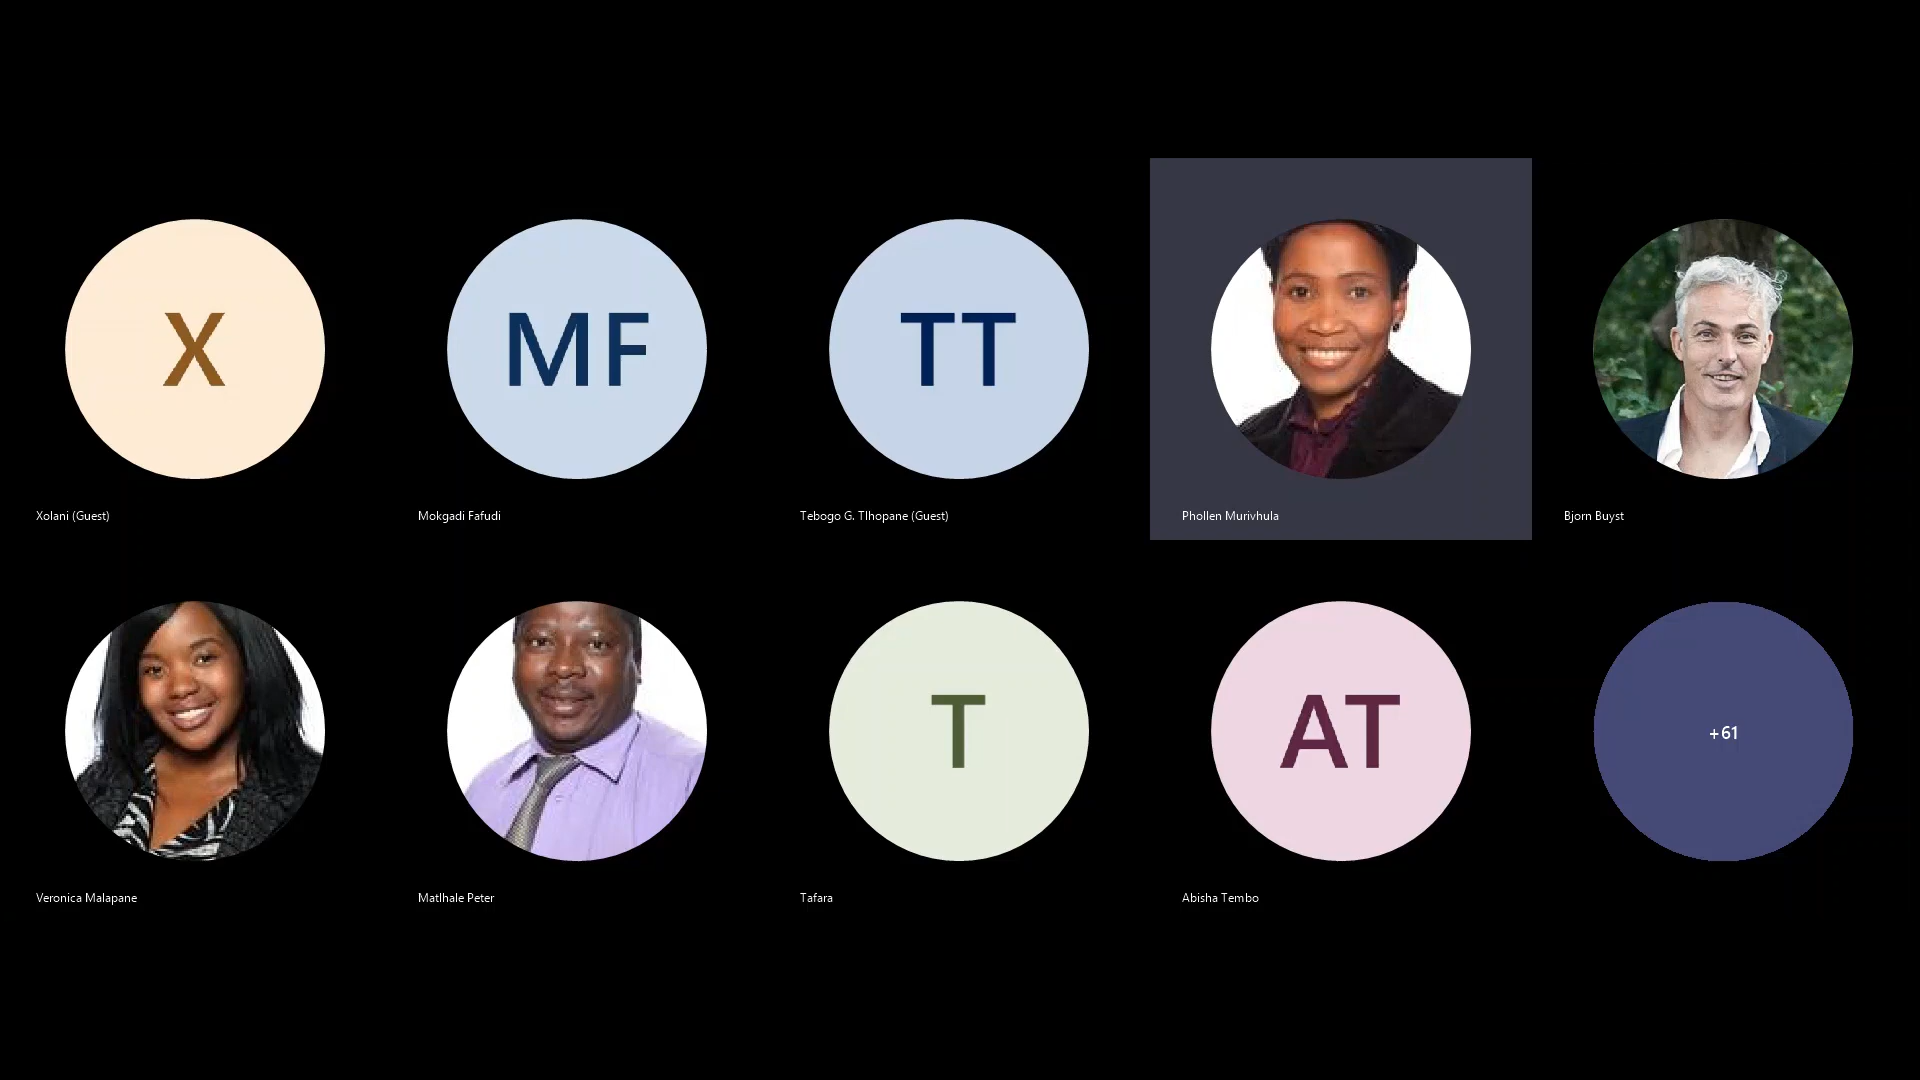 X
MF
TT
Xolani (Guest)
Mokgadi Fafudi
Tebogo G. Tlhopane (Guest)
Phollen Murivhula
Bjorn Buyst
T
AT
+61
Veronica Malapane
Matlhale Peter
Tafara
Abisha Tembo